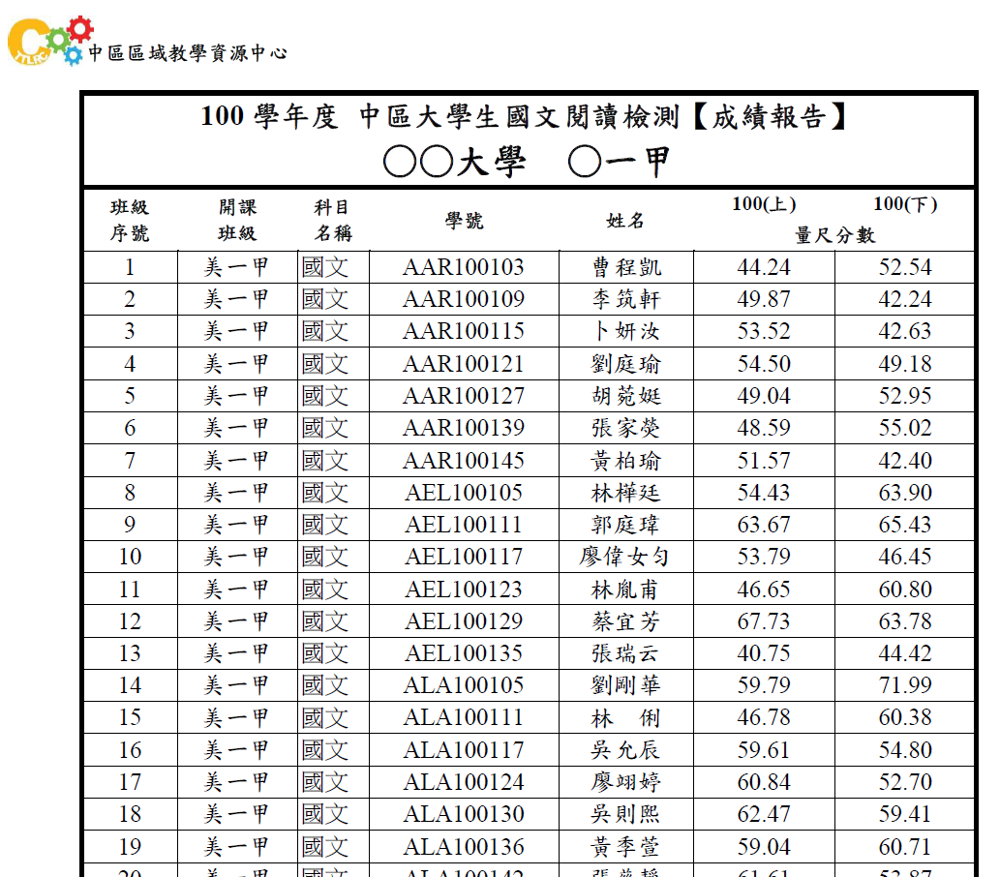 CTLRC
中區區域教學資源中心
100 學年度 中區大學生國文閱讀檢測【成績報告】
○○大學 ○一甲
班級序號 開課班級 科目名稱 學號 姓名 100(上) 100(下) 量尺分數
1 美一甲 國文 AAR100103 曹程凱 44.24 52.54
2 美一甲 國文 AAR100109 李筑軒 49.87 42.24
3 美一甲 國文 AAR100115 卜妍汝 53.52 42.63
4 美一甲 國文 AAR100121 劉庭瑜 54.50 49.18
5 美一甲 國文 AAR100127 胡菀娗 49.04 52.95
6 美一甲 國文 AAR100139 張家熒 48.59 55.02
7 美一甲 國文 AAR100145 黃柏瑜 51.57 42.40
8 美一甲 國文 AEL100105 林樺廷 54.43 63.90
9 美一甲 國文 AEL100111 郭庭瑋 63.67 65.43
10 美一甲 國文 AEL100117 廖偉女勻 53.79 46.45
11 美一甲 國文 AEL100123 林胤甫 46.65 60.80
12 美一甲 國文 AEL100129 蔡宜芳 67.73 63.78
13 美一甲 國文 AEL100135 張瑞云 40.75 44.42
14 美一甲 國文 ALA100105 劉剛華 59.79 71.99
15 美一甲 國文 ALA100111 林 俐 46.78 60.38
16 美一甲 國文 ALA100117 吳允辰 59.61 54.80
17 美一甲 國文 ALA100124 廖翊婷 60.84 52.70
18 美一甲 國文 ALA100130 吳則熙 62.47 59.41
19 美一甲 國文 ALA100136 黃季萱 59.04 60.71
20 美一甲 國文 ALA100142 61.61 53.87